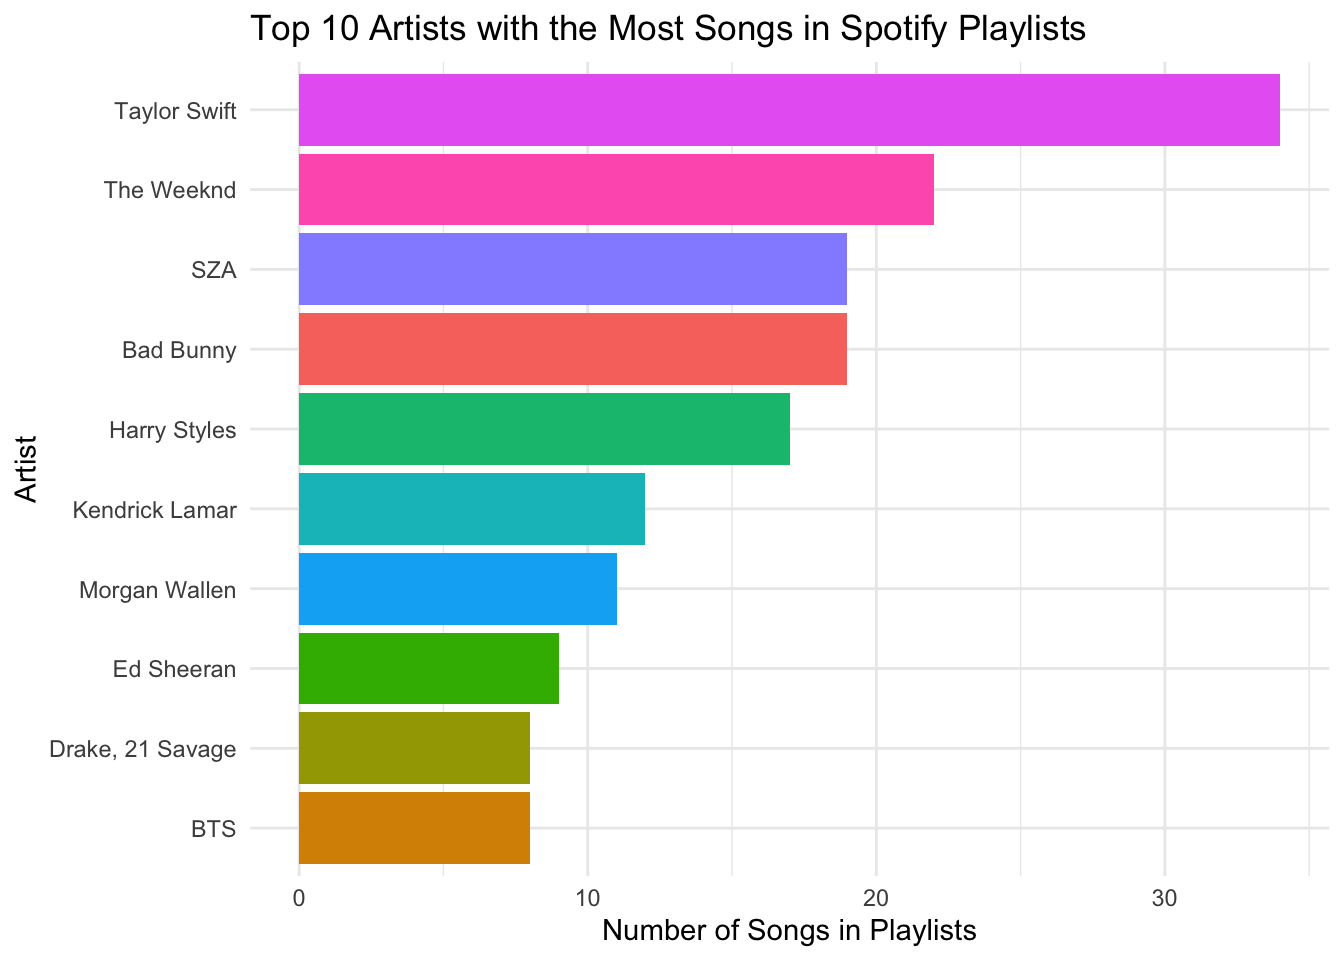 Top 10 Artists with the Most Songs in Spotify Playlists
Taylor Swift
The Weeknd
SZA
Bad Bunny
Harry Styles
Kendrick Lamar
Morgan Wallen
Ed Sheeran
Drake, 21 Savage
BTS
Artist
0 10 20 30
Number of Songs in Playlists